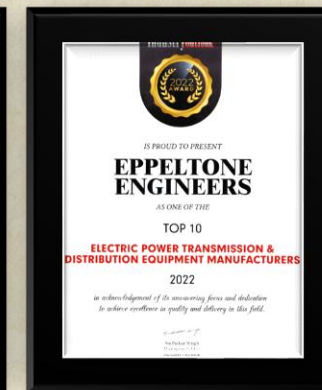 2022
AWARD
IS PROUD TO PRESENT
EPPELTONE
ENGINEERS
AS ONE OF THE
TOP 10
ELECTRIC POWER TRANSMISSION &
DISTRIBUTION EQUIPMENT MANUFACTURERS
2022
in acknowledgement of its unwavering focus and dedication
to achieve excellence in quality and delivery in this field.